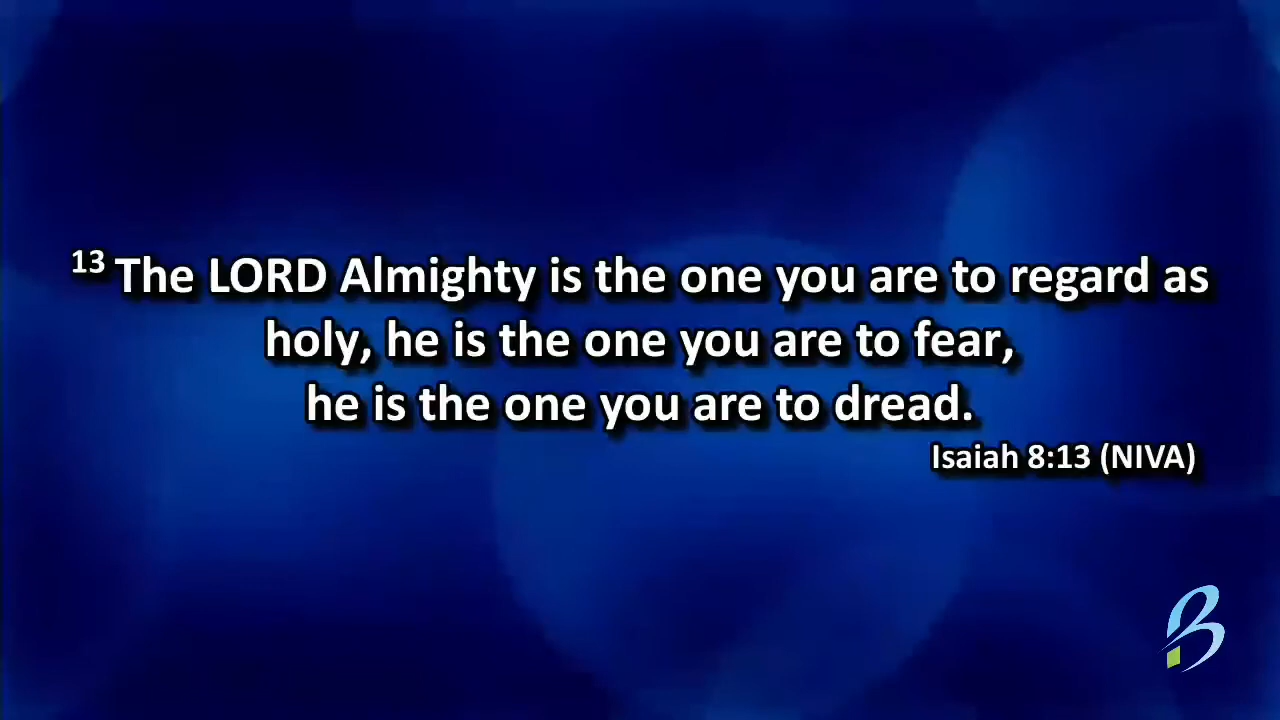 13 The LORD Almighty is the one you are to regard as
holy, he is the one you are to fear,
he is the one you are to dread.
Isaiah 8:13 (NIVA)